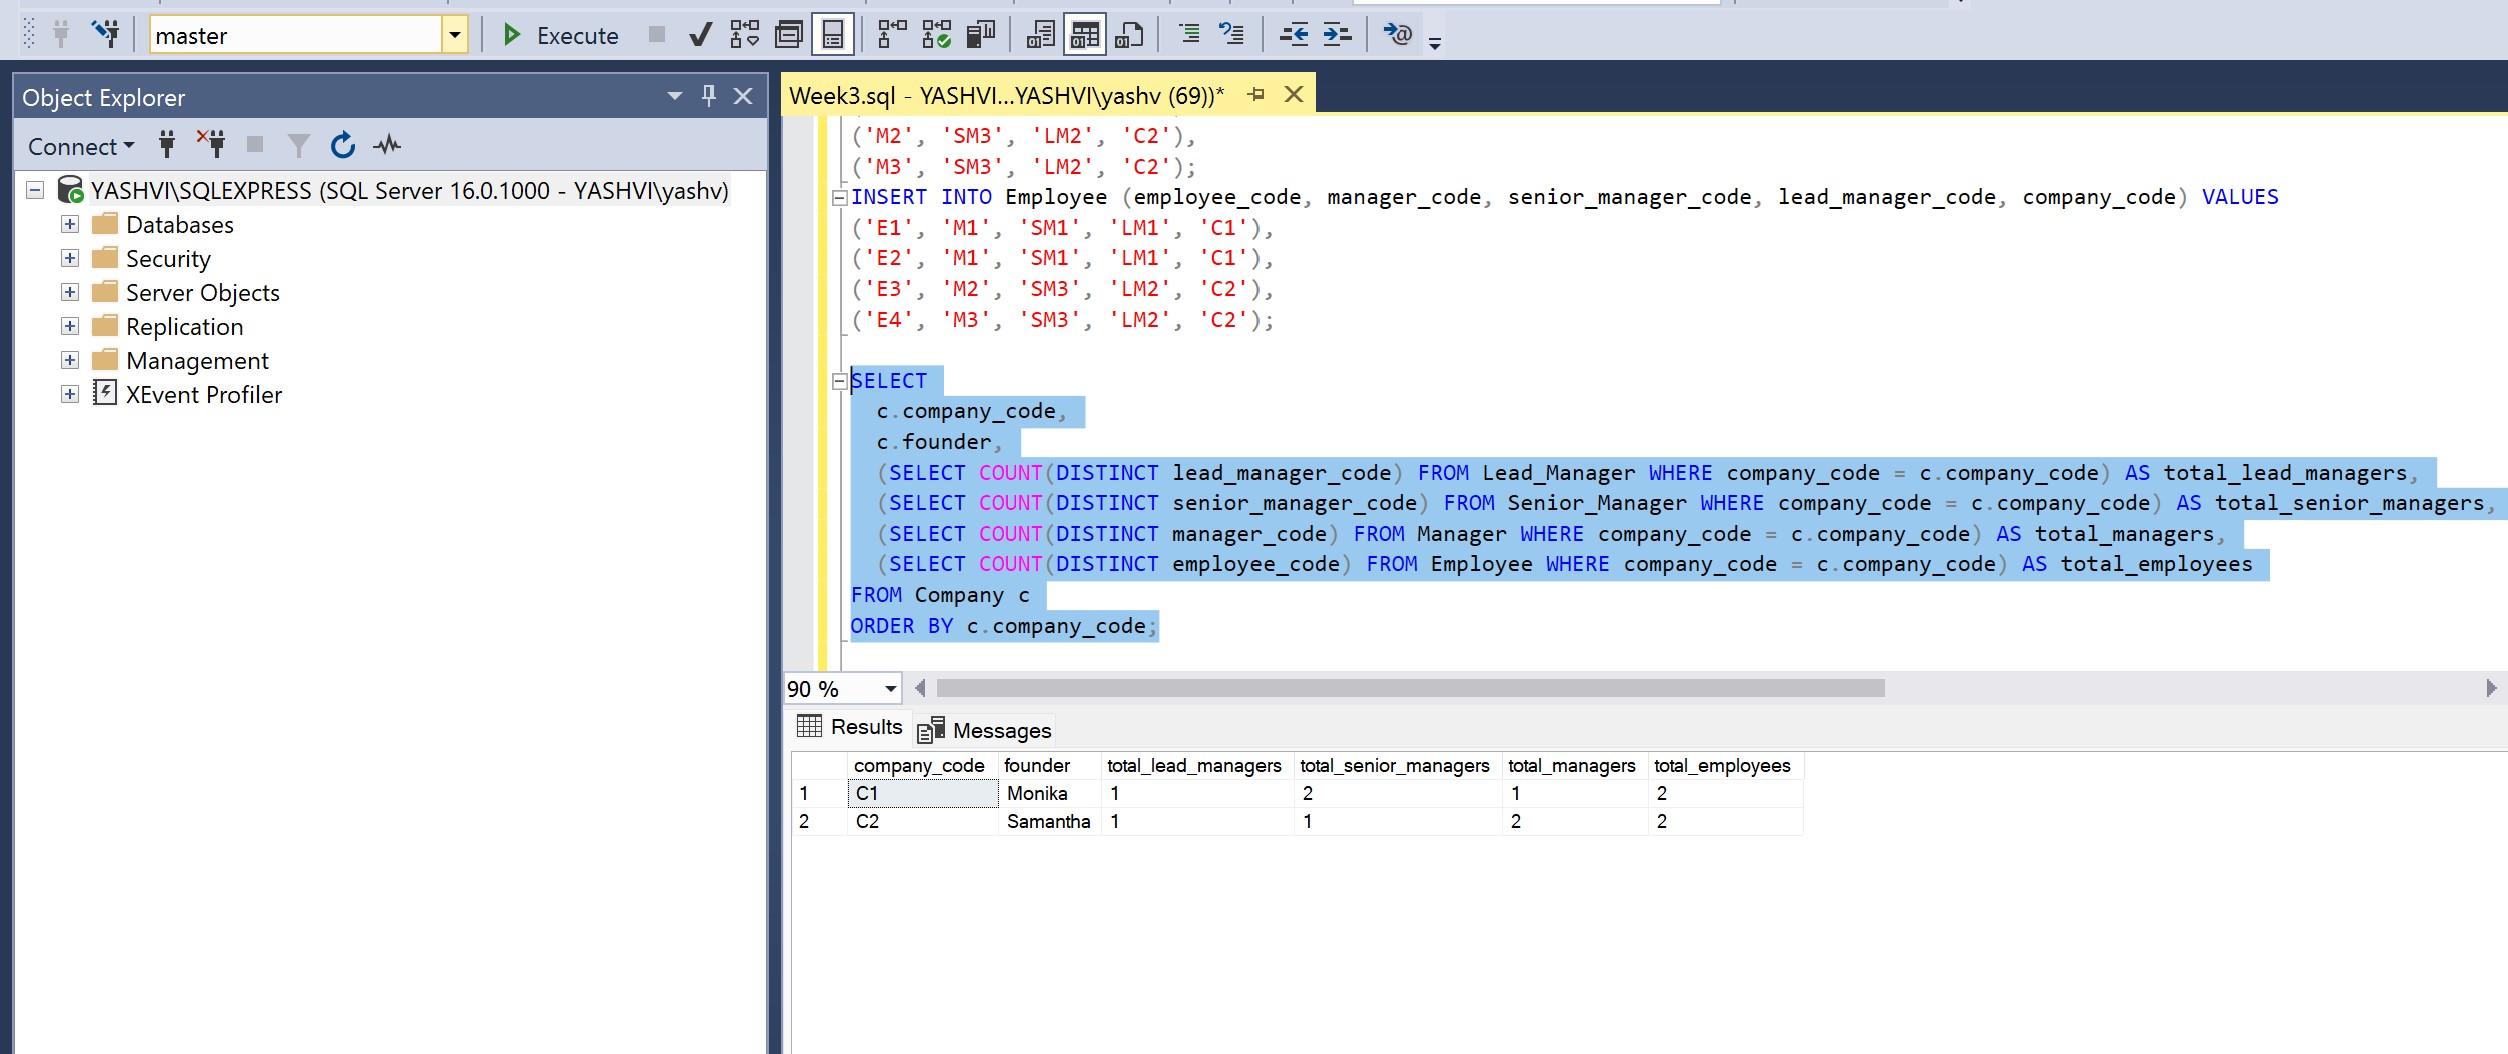 master
Execute
Object Explorer
Connect
YASHVI\SQLEXPRESS (SQL Server 16.0.1000 - YASHVI\yashv)
Databases
Security
Server Objects
Replication
Management
XEvent Profiler
Week3.sql - YASHVI...YASHVI\yashv (69))*
('M2', 'SM3', 'LM2', 'C2'),
('M3', 'SM3', 'LM2', 'C2');
INSERT INTO Employee (employee_code, manager_code, senior_manager_code, lead_manager_code, company_code) VALUES
('E1', 'M1', 'SM1', 'LM1', 'C1'),
('E2', 'M1', 'SM1', 'LM1', 'C1'),
('E3', 'M2', 'SM3', 'LM2', 'C2'),
('E4', 'M3', 'SM3', 'LM2', 'C2');
SELECT
c.company_code,
c.founder,
(SELECT COUNT(DISTINCT lead_manager_code) FROM Lead_Manager WHERE company_code = c.company_code) AS total_lead_managers,
(SELECT COUNT(DISTINCT senior_manager_code) FROM Senior_Manager WHERE company_code = c.company_code) AS total_senior_managers,
(SELECT COUNT(DISTINCT manager_code) FROM Manager WHERE company_code = c.company_code) AS total_managers,
(SELECT COUNT(DISTINCT employee_code) FROM Employee WHERE company_code = c.company_code) AS total_employees
FROM Company c
ORDER BY c.company_code;
90 %
Results Messages
company_code founder total_lead_managers total_senior_managers total_managers total_employees
1 C1 Monika 1 2 1 2
2 C2 Samantha 1 1 2 2